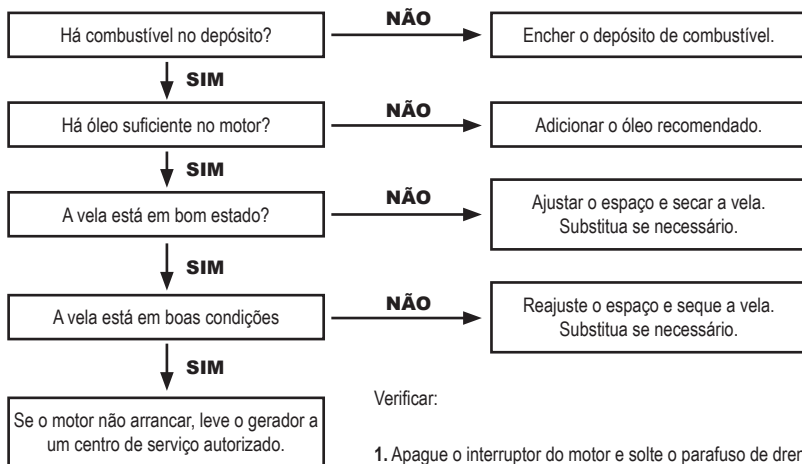 Há combustível no depósito?
NÃO
Encher o depósito de combustível.
SIM
Há óleo suficiente no motor?
NÃO
Adicionar o óleo recomendado.
SIM
A vela está em bom estado?
NÃO
Ajustar o espaço e secar a vela.
Substitua se necessário.
SIM
A vela está em boas condições
NÃO
Reajuste o espaço e seque a vela.
Substitua se necessário.
SIM
Se o motor não arrancar, leve o gerador a
um centro de serviço autorizado.
Verificar:
1. Apague o interruptor do motor e solte o parafuso de